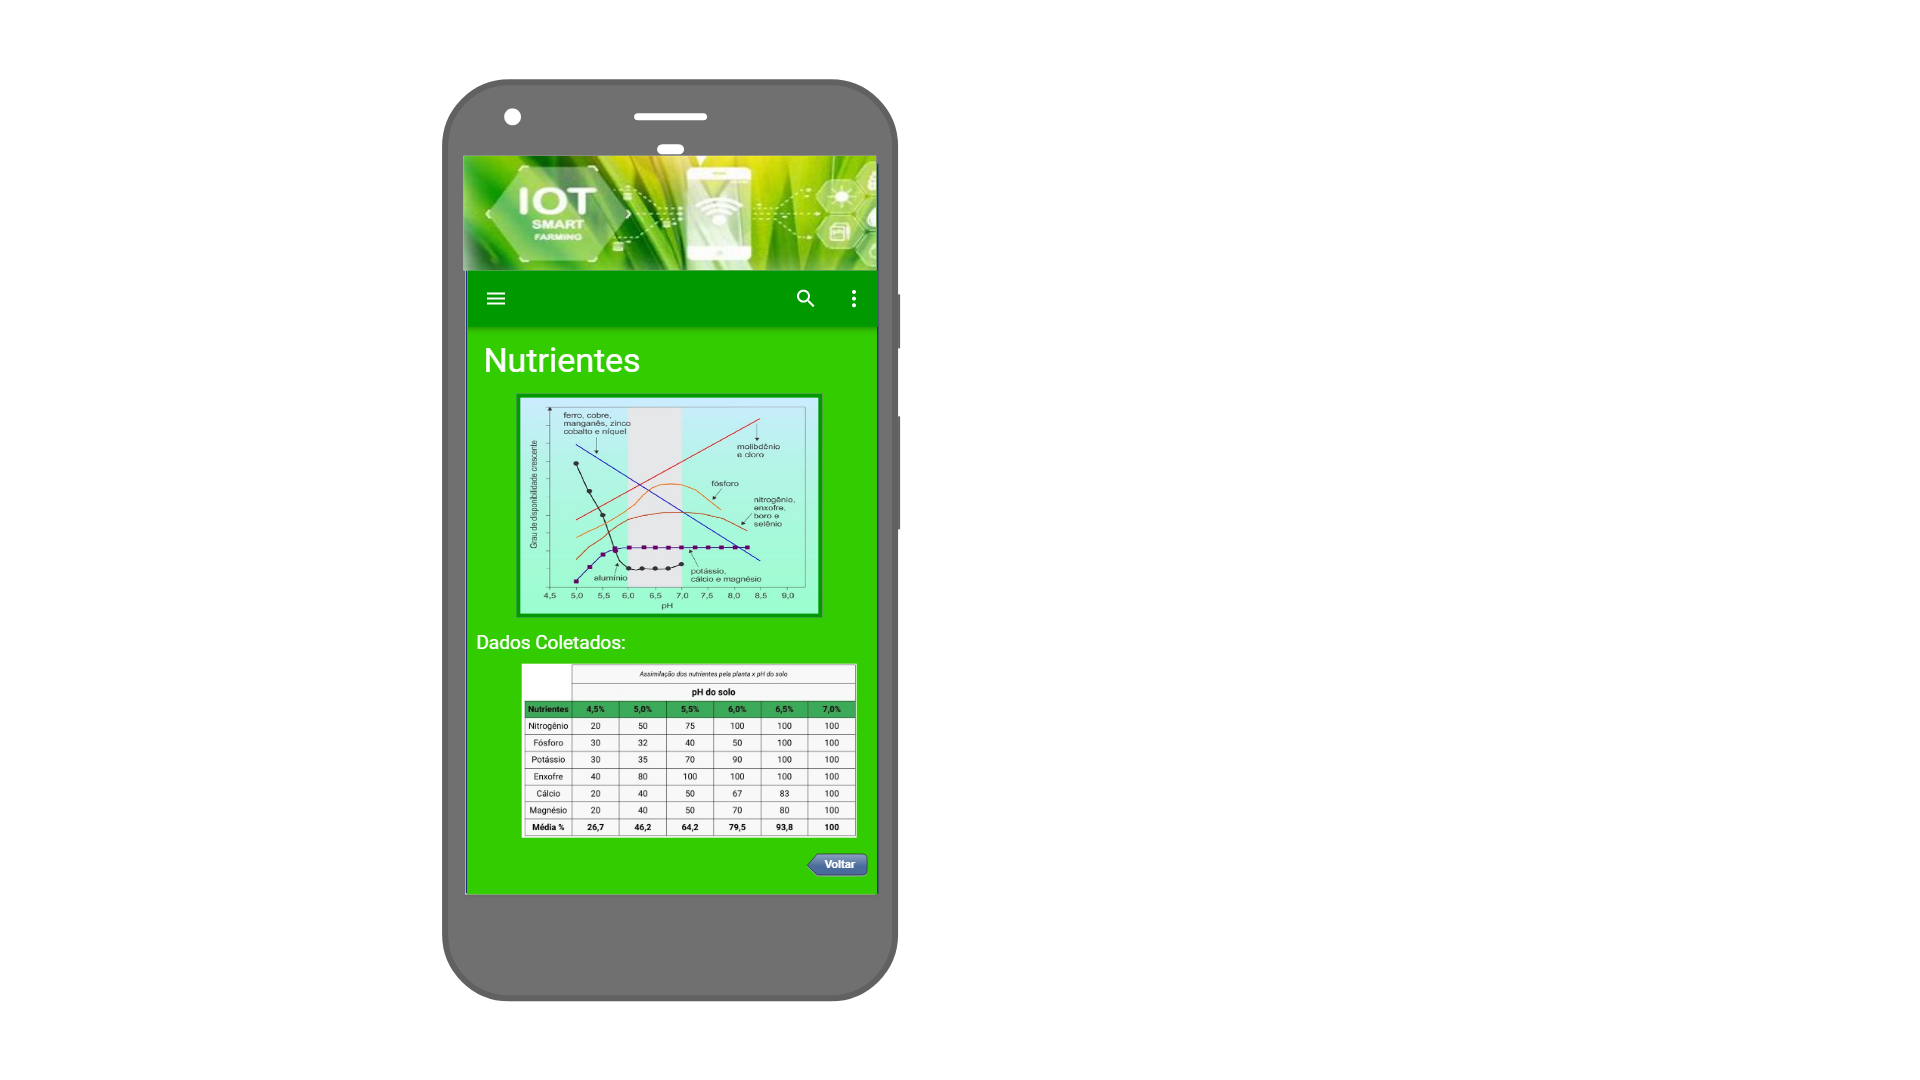 IOT
SMART
FARMING
Nutrientes
ferro, cobre,
manganês, zinco
cobalto e níquel
molibdênio
e cloro
fósforo
nitrogênio,
enxofre,
boro e
selênio
alumínio
potássio,
cálcio e magnésio
Grau de disponibilidade crescente
4,5 5,0 5,5 6,0 6,5 7,0 7,5 8,0 8,5 9,0
pH
Dados Coletados:
Assimilação dos nutrientes pela planta x pH do solo
pH do solo
Nutrientes 4,5% 5,0% 5,5% 6,0% 6,5% 7,0%
Nitrogênio 20 50 75 100 100 100
Fósforo 30 32 40 50 100 100
Potássio 30 35 70 90 100 100
Enxofre 40 80 100 100 100 100
Cálcio 20 40 50 67 83 100
Magnésio 20 40 50 70 80 100
Média % 26,7 46,2 64,2 79,5 93,8 100
Voltar